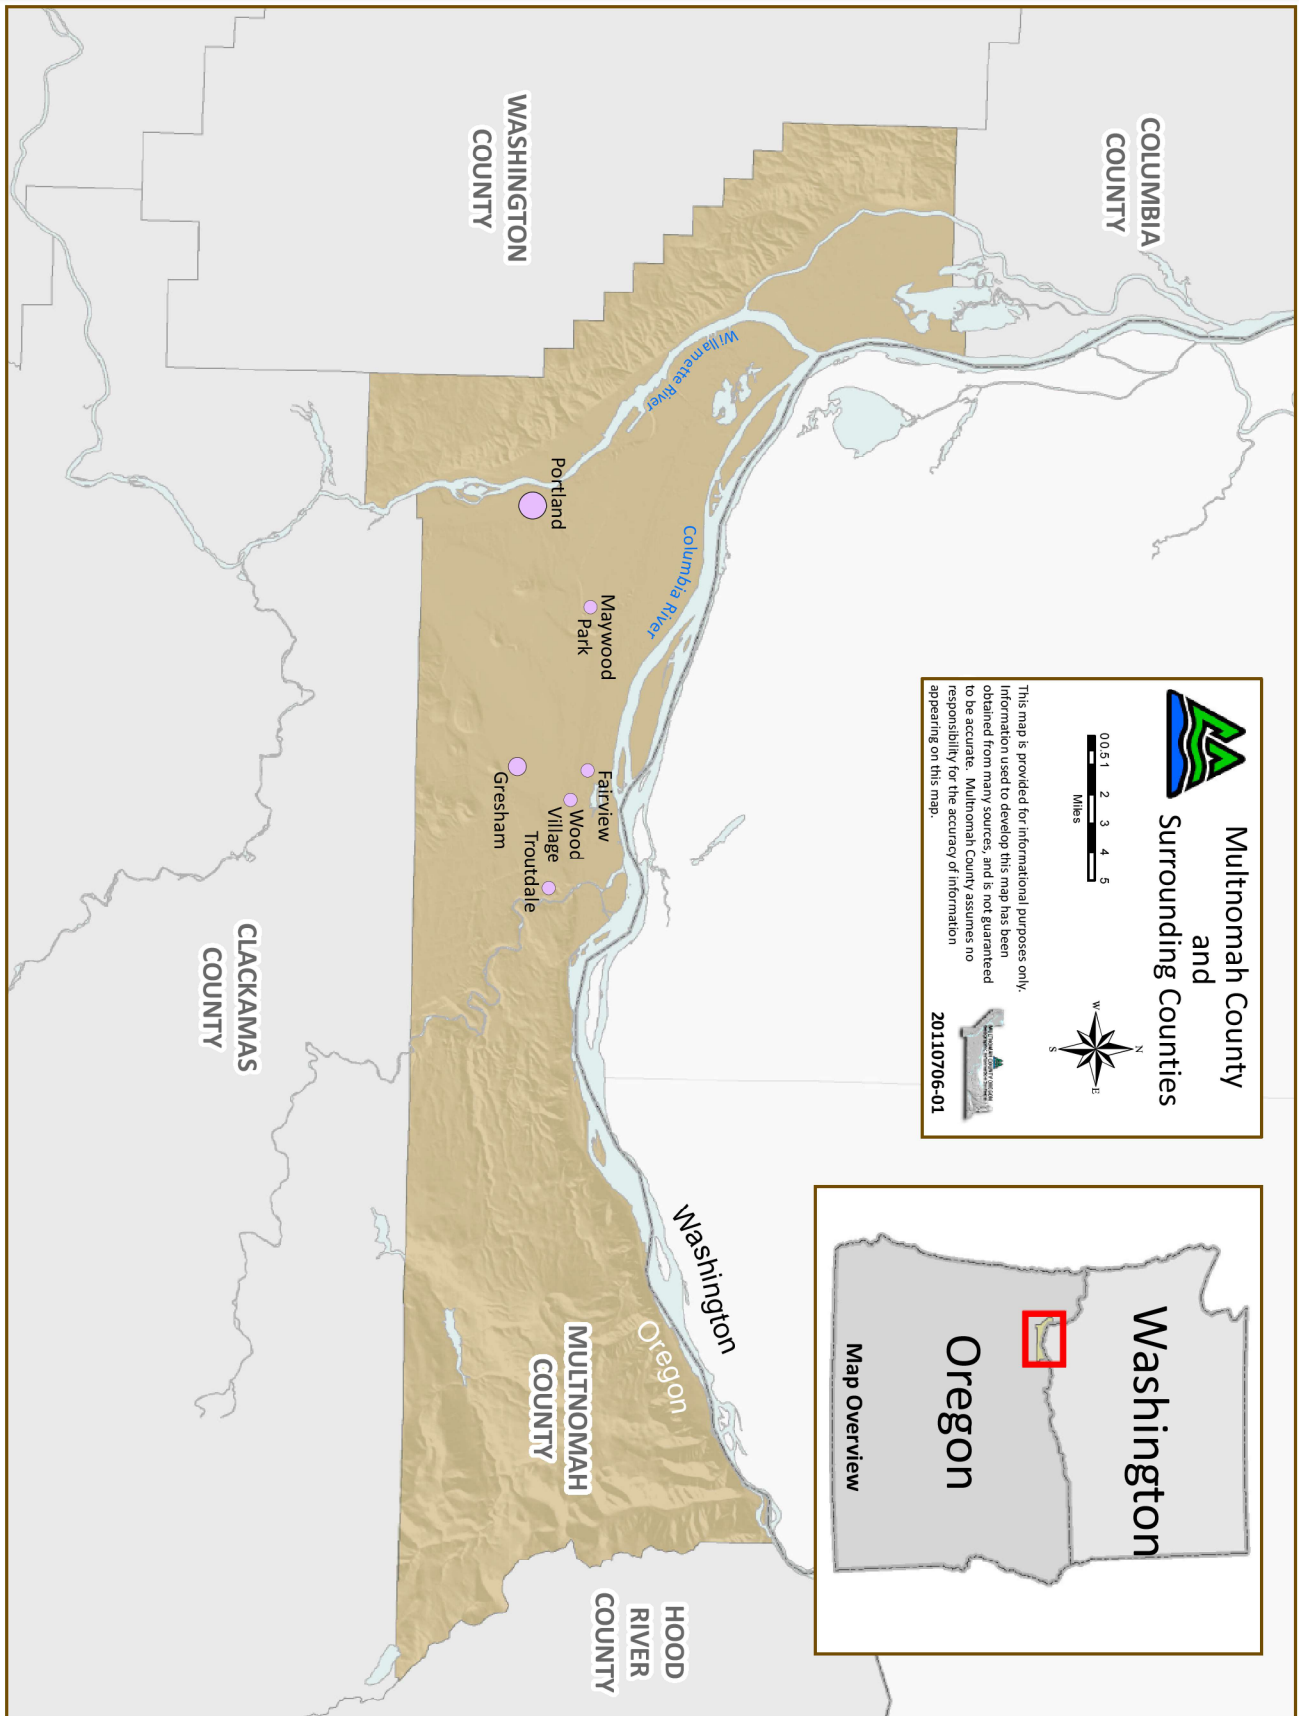 Multnomah County
and
Surrounding Counties
0 0.5 1 2 3 4 5
Miles
N
W
E
S
This map is provided for informational purposes only.
Information used to develop this map has been
obtained from many sources, and is not guaranteed
to be accurate. Multnomah County assumes no
responsibility for the accuracy of information
appearing on this map.
20110706-01
MULTNOMAH COUNTY OREGON
Washington
Oregon
Map Overview
COLUMBIA
COUNTY
WASHINGTON
COUNTY
Willamette River
Columbia River
Portland
Maywood
Park
Fairview
Wood
Village
Troutdale
Gresham
Washington
Oregon
MULTNOMAH
COUNTY
HOOD
RIVER
COUNTY
CLACKAMAS
COUNTY